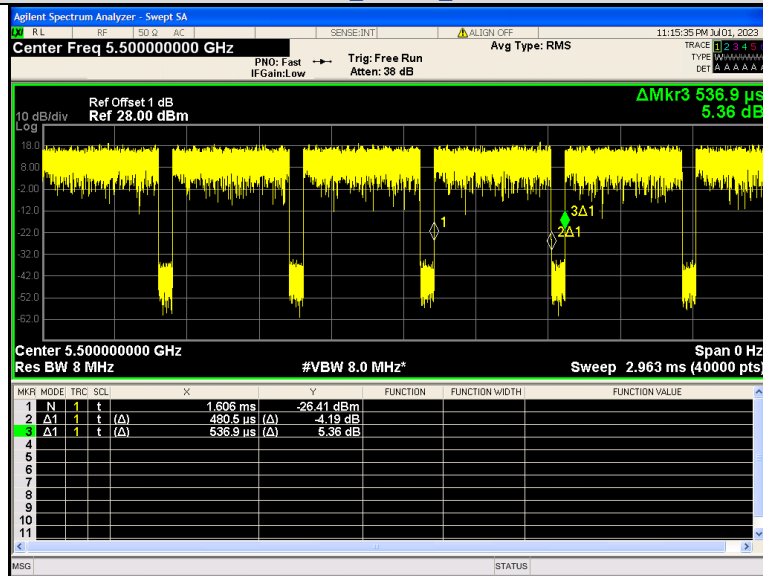 Agilent Spectrum Analyzer - Swept SA
RL RF 50 Ω AC SENSE:INT ALIGN OFF 11:15:35 PM Jul 01, 2023
Center Freq 5.500000000 GHz
PNO: Fast
IFGain:Low
Trig: Free Run
Atten: 38 dB
Avg Type: RMS
TRACE 1 2 3 4 5
TYPE W
DET A A A A A
ΔMkr3 536.9 µs
5.36 dB
Ref Offset 1 dB
10 dB/div Ref 28.00 dBm
Log
18.0
8.00
-2.00
-12.0
-22.0
-32.0
-42.0
-52.0
-62.0
1
2Δ1
3Δ1
Center 5.500000000 GHz Span 0 Hz
Res BW 8 MHz #VBW 8.0 MHz* Sweep 2.963 ms (40000 pts)
MKR MODE TRC SCL X Y FUNCTION FUNCTION WIDTH FUNCTION VALUE
1 N 1 t 1.606 ms -26.41 dBm
2 Δ1 1 t (Δ) 480.5 µs (Δ) -4.19 dB
3 Δ1 1 t (Δ) 536.9 µs (Δ) 5.36 dB
4
5
6
7
8
9
10
11
MSG STATUS